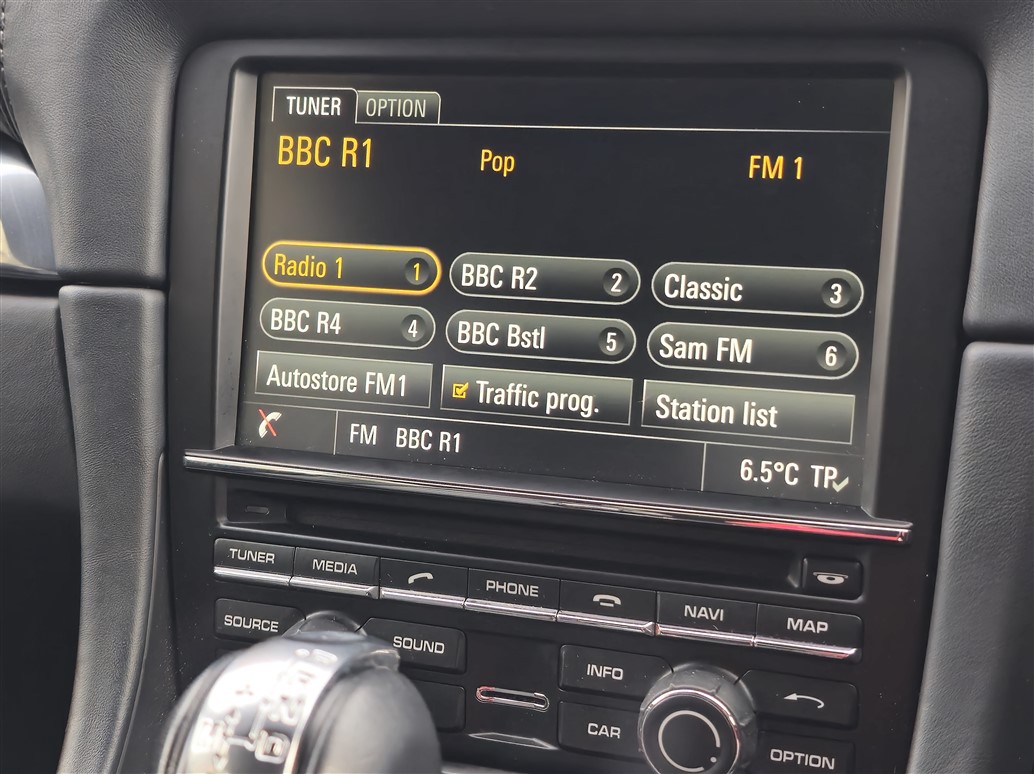 TUNER OPTION
BBC R1 Pop FM 1
Radio 1 1 BBC R2 2 Classic 3
BBC R4 4 BBC Bstl 5 Sam FM 6
Autostore FM1 Traffic prog. Station list
FM BBC R1
6.5°C TP
TUNER MEDIA PHONE NAVI MAP
SOURCE SOUND INFO
CAR OPTION